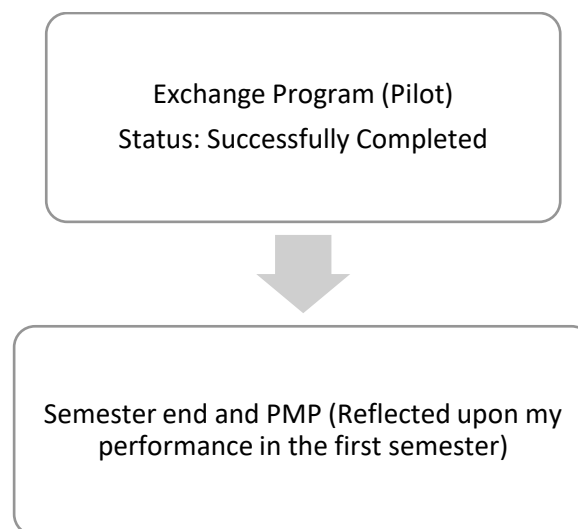 Exchange Program (Pilot)
Status: Successfully Completed
Semester end and PMP (Reflected upon my
performance in the first semester)